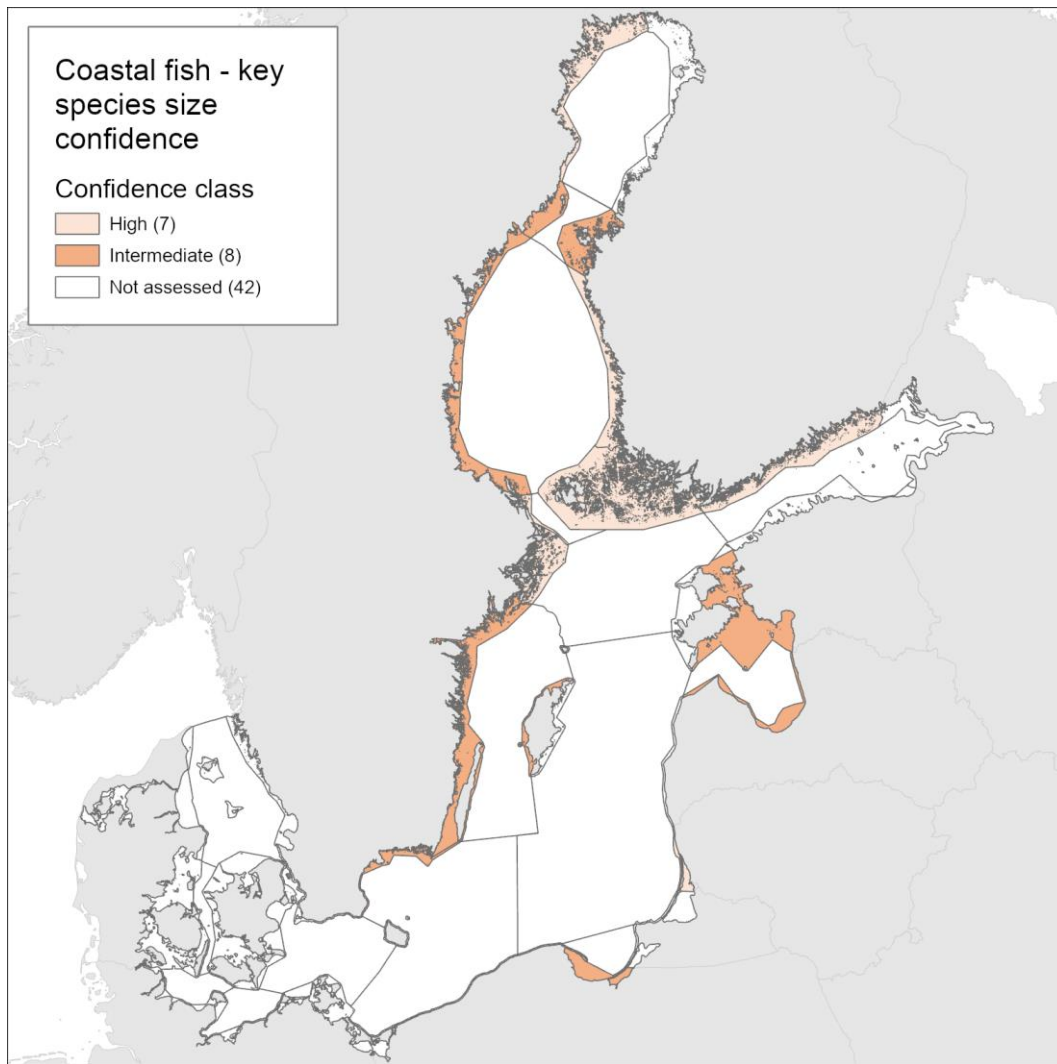 Coastal fish - key
species size
confidence
Confidence class
High (7)
Intermediate (8)
Not assessed (42)